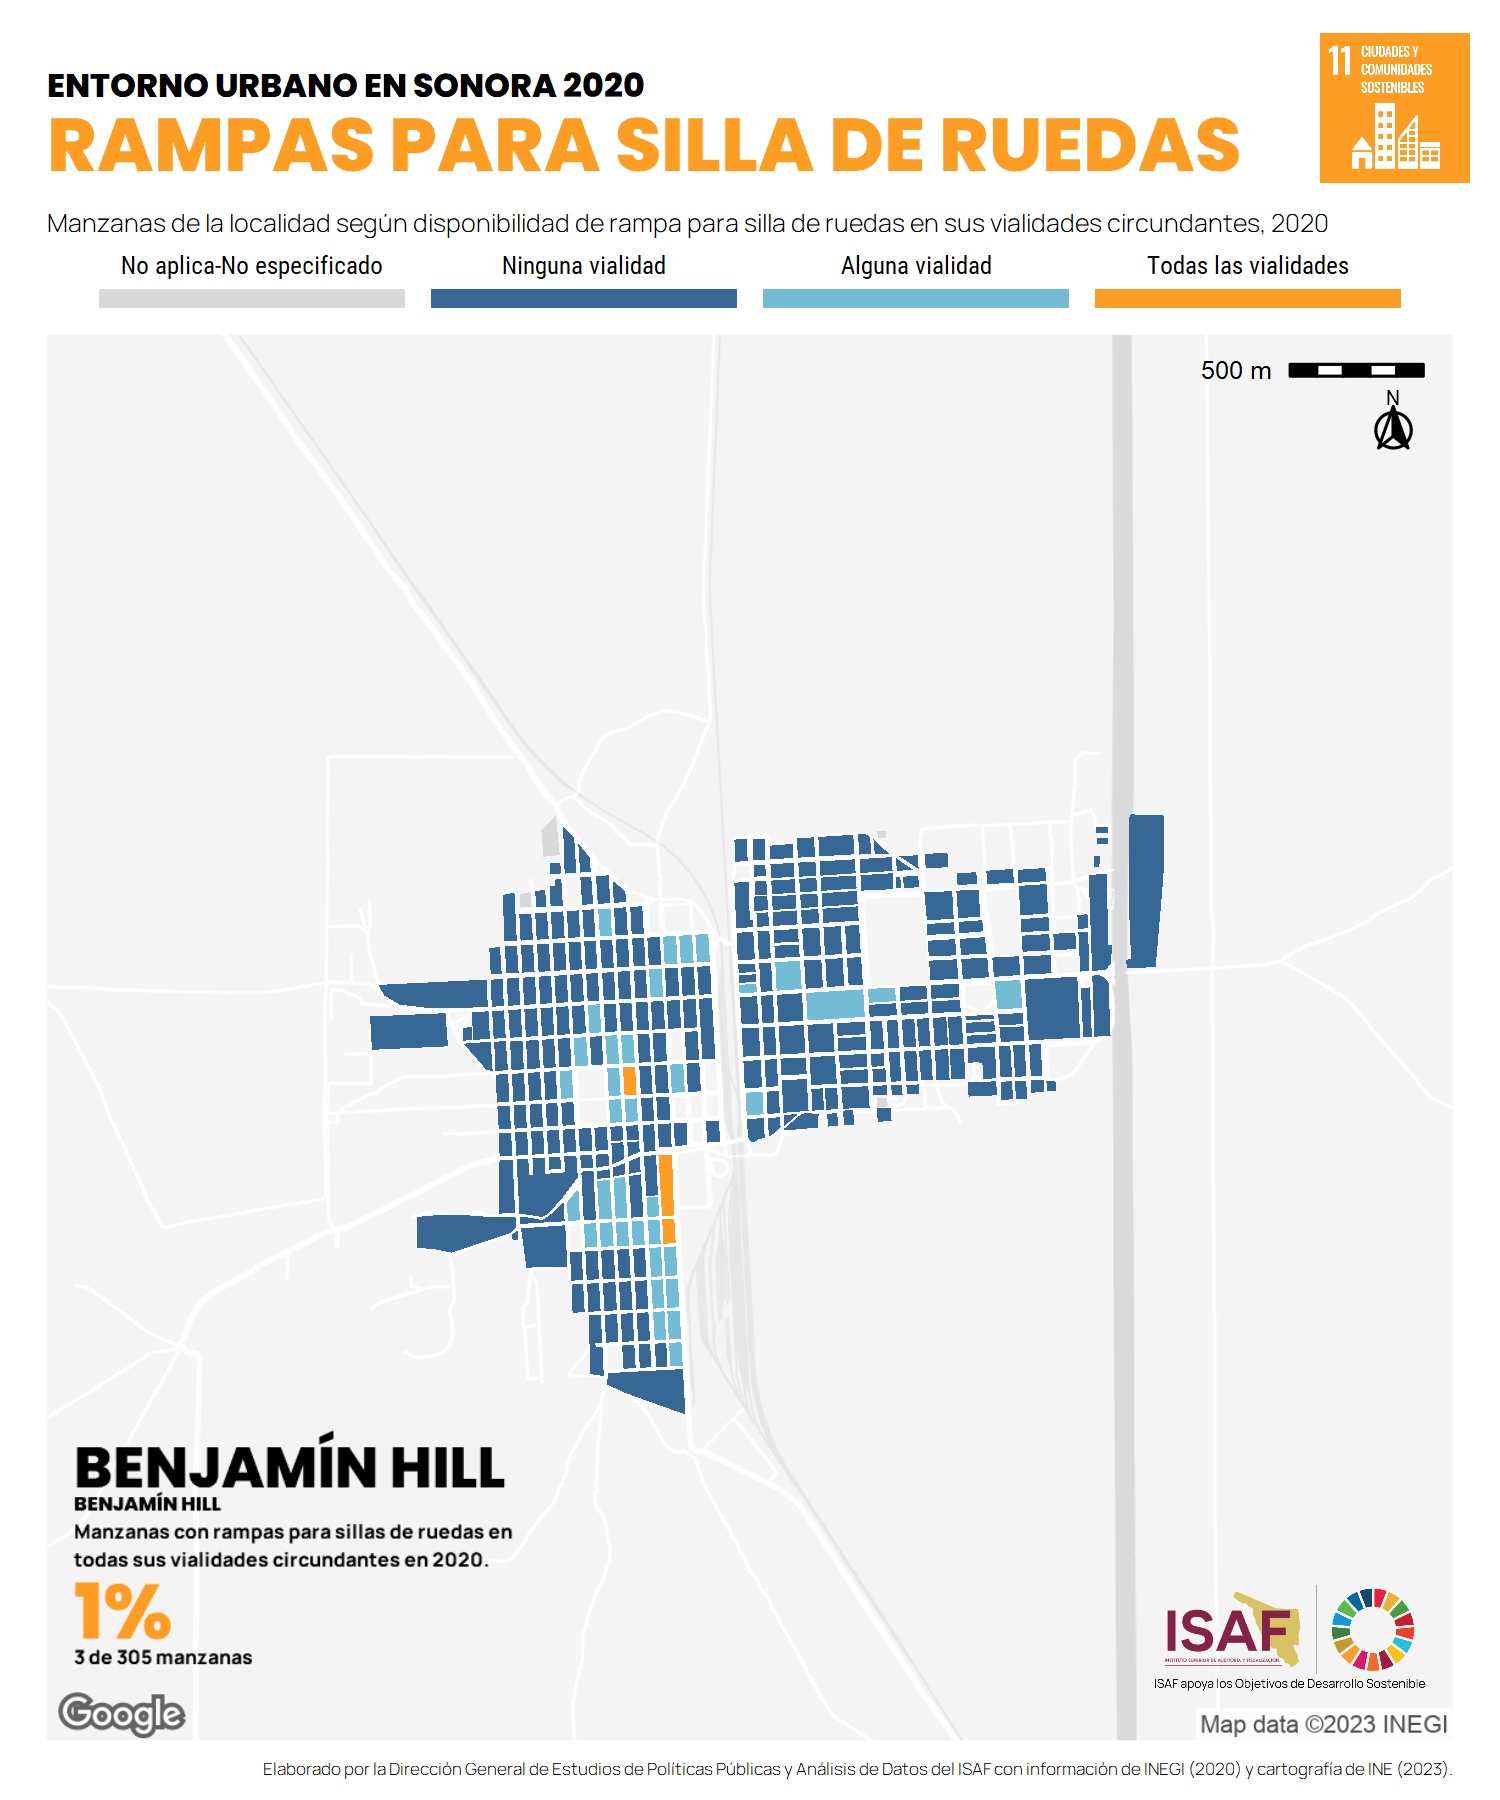 ENTORNO URBANO EN SONORA 2020
RAMPAS PARA SILLA DE RUEDAS
11 CIUDADES Y
COMUNIDADES
SOSTENIBLES
Manzanas de la localidad según disponibilidad de rampa para silla de ruedas en sus vialidades circundantes, 2020
No aplica-No especificado Ninguna vialidad Alguna vialidad Todas las vialidades
500 m
N
BENJAMÍN HILL
BENJAMÍN HILL
Manzanas con rampas para sillas de ruedas en
todas sus vialidades circundantes en 2020.
1%
3 de 305 manzanas
Google
ISAF
INSTITUTO SUPERIOR DE AUDITORÍA Y FISCALIZACIÓN
ISAF apoya los Objetivos de Desarrollo Sostenible
Map data ©2023 INEGI
Elaborado por la Dirección General de Estudios de Políticas Públicas y Análisis de Datos del ISAF con información de INEGI (2020) y cartografía de INE (2023).